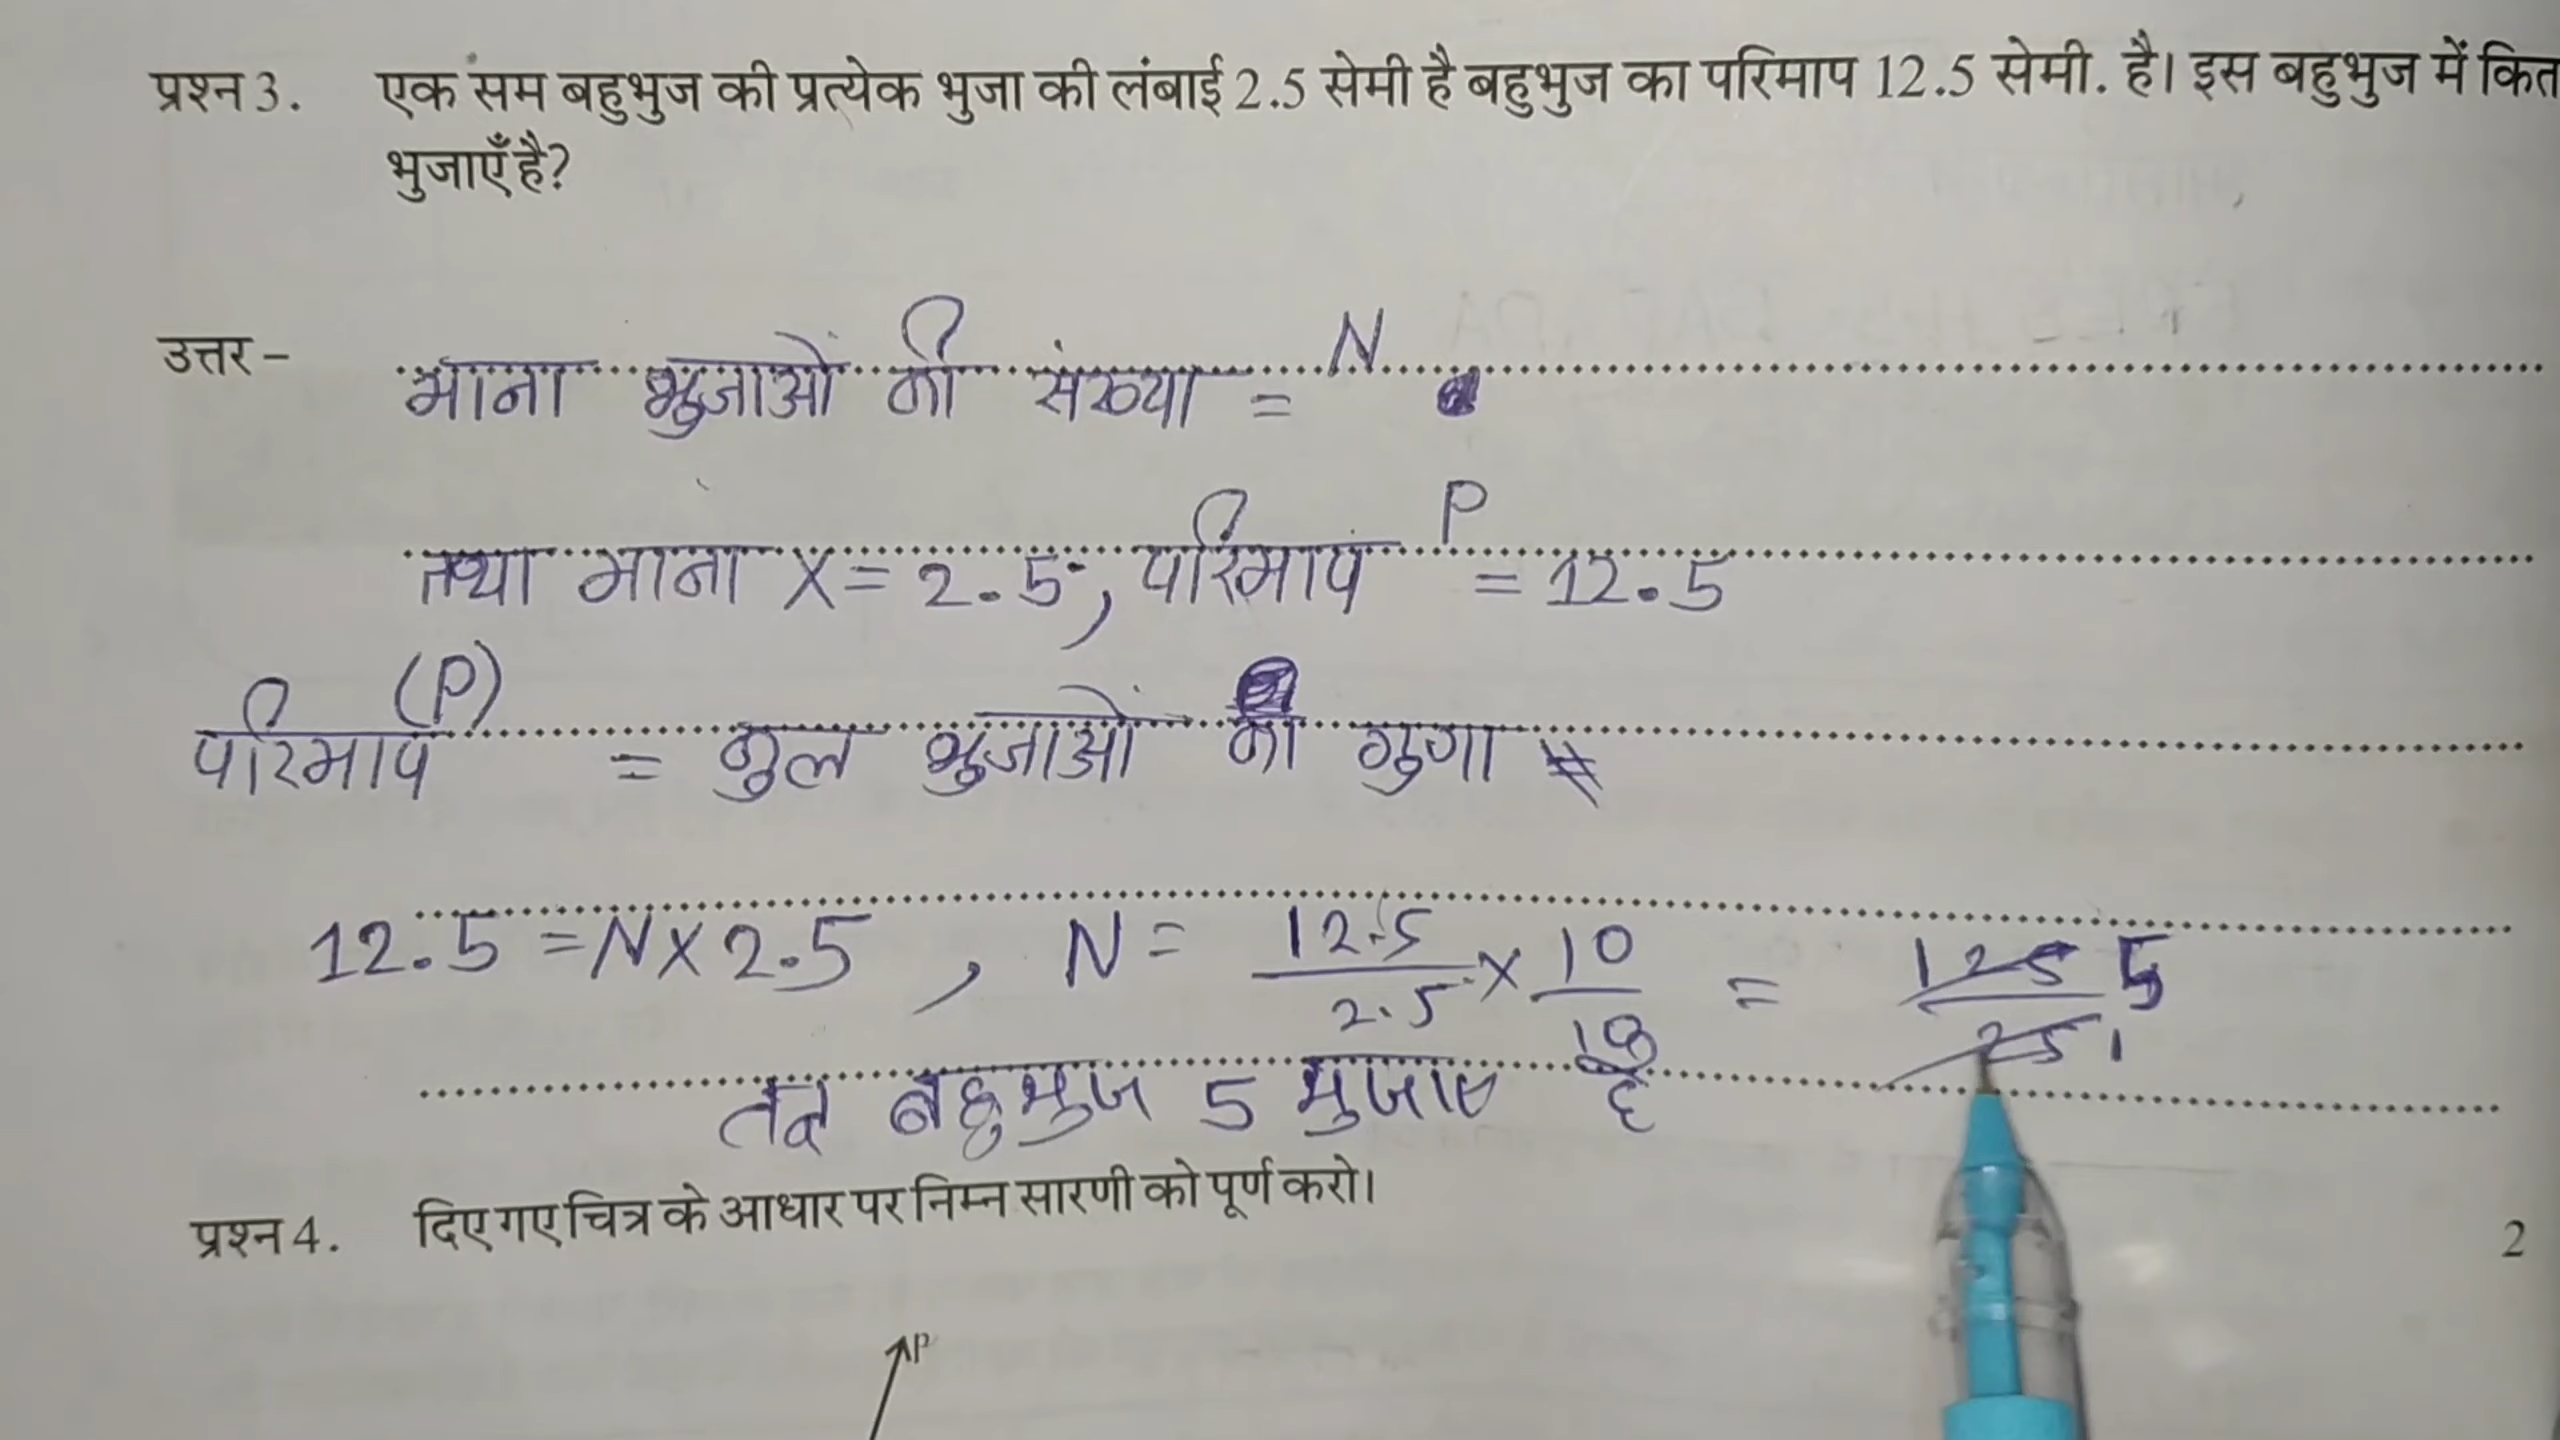 प्रश्न 3. एक सम बहुभुज की प्रत्येक भुजा की लंबाई 2.5 सेमी है बहुभुज का परिमाप 12.5 सेमी. है। इस बहुभुज में कित
भुजाएँ है?
उत्तर – माना भुजाओं की संख्या = N
तथा माना X = 2.5, परिमाप P = 12.5
परिमाप (P) = कुल भुजाओं का गुणा
12.5 = N X 2.5 , N = 12.5/2.5 × 10/10 = 125/25 5 1
बहुभुज 5 भुजाए है
प्रश्न 4. दिए गए चित्र के आधार पर निम्न सारणी को पूर्ण करो। 2
P